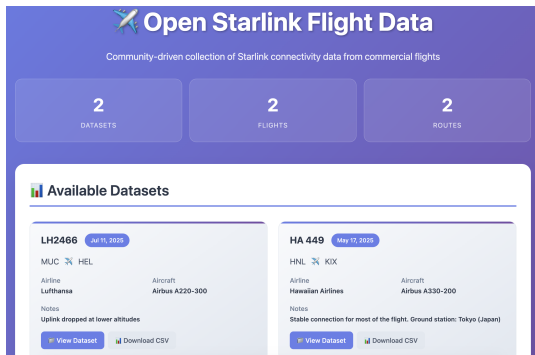 Open Starlink Flight Data
Community-driven collection of Starlink connectivity data from commercial flights
2 2 2
DATASETS FLIGHTS ROUTES
Available Datasets
LH2466 Jul 11, 2025 HA 449 May 17, 2025
MUC HEL HNL KIX
Airline Aircraft Airline Aircraft
Lufthansa Airbus A220-300 Hawaiian Airlines Airbus A330-200
Notes Notes
Uplink dropped at lower altitudes Stable connection for most of the flight. Ground station: Tokyo (Japan)
View Dataset Download CSV View Dataset Download CSV